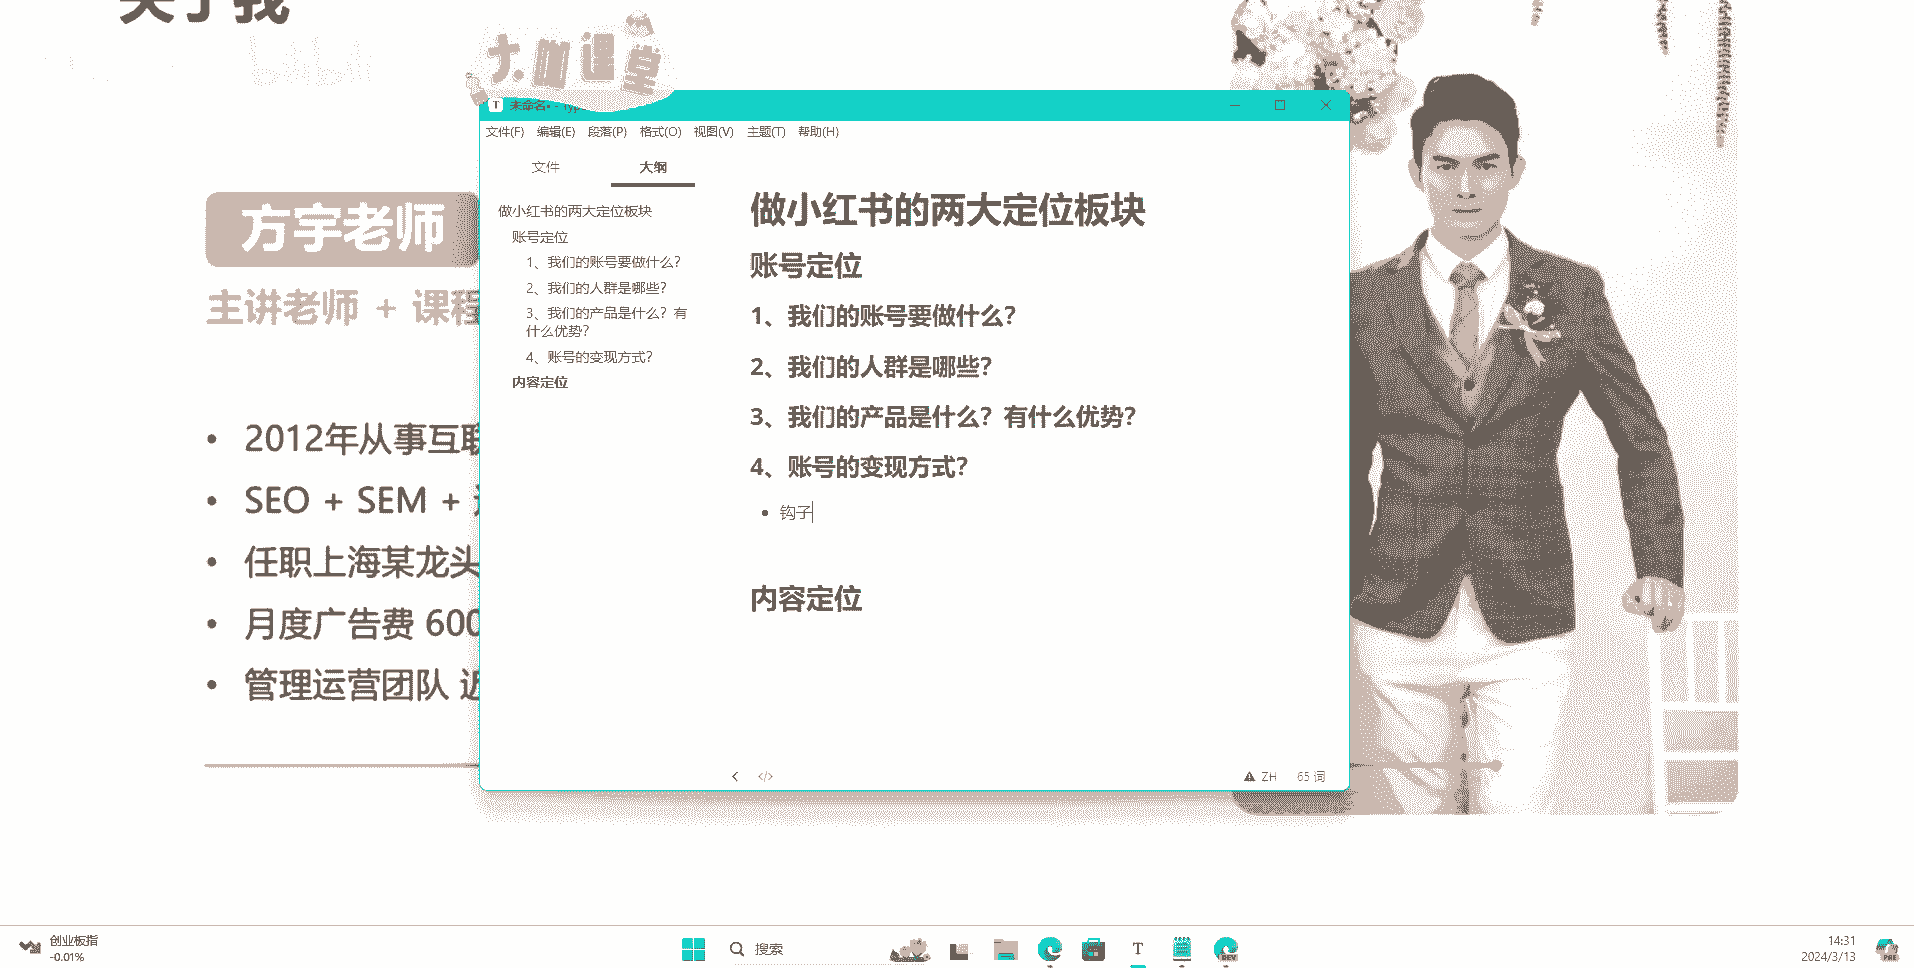 关于我
bilibili
大咖课堂
未命名• - Typ
文件(F) 编辑(E) 段落(P) 格式(O) 视图(V) 主题(T) 帮助(H)
文件 大纲
做小红书的两大定位板块
账号定位
1、我们的账号要做什么?
2、我们的人群是哪些?
3、我们的产品是什么? 有
什么优势?
4、账号的变现方式?
内容定位
做小红书的两大定位板块
账号定位
1、我们的账号要做什么?
2、我们的人群是哪些?
3、我们的产品是什么? 有什么优势?
4、账号的变现方式?
• 钩子
内容定位
</> ZH 65 词
方宇老师
主讲老师 + 课程
• 2012年从事互联
• SEO + SEM +
• 任职上海某龙头
• 月度广告费 600
• 管理运营团队 近
创业板指
-0.01%
搜索
T
DEV
14:31
2024/3/13
PRE